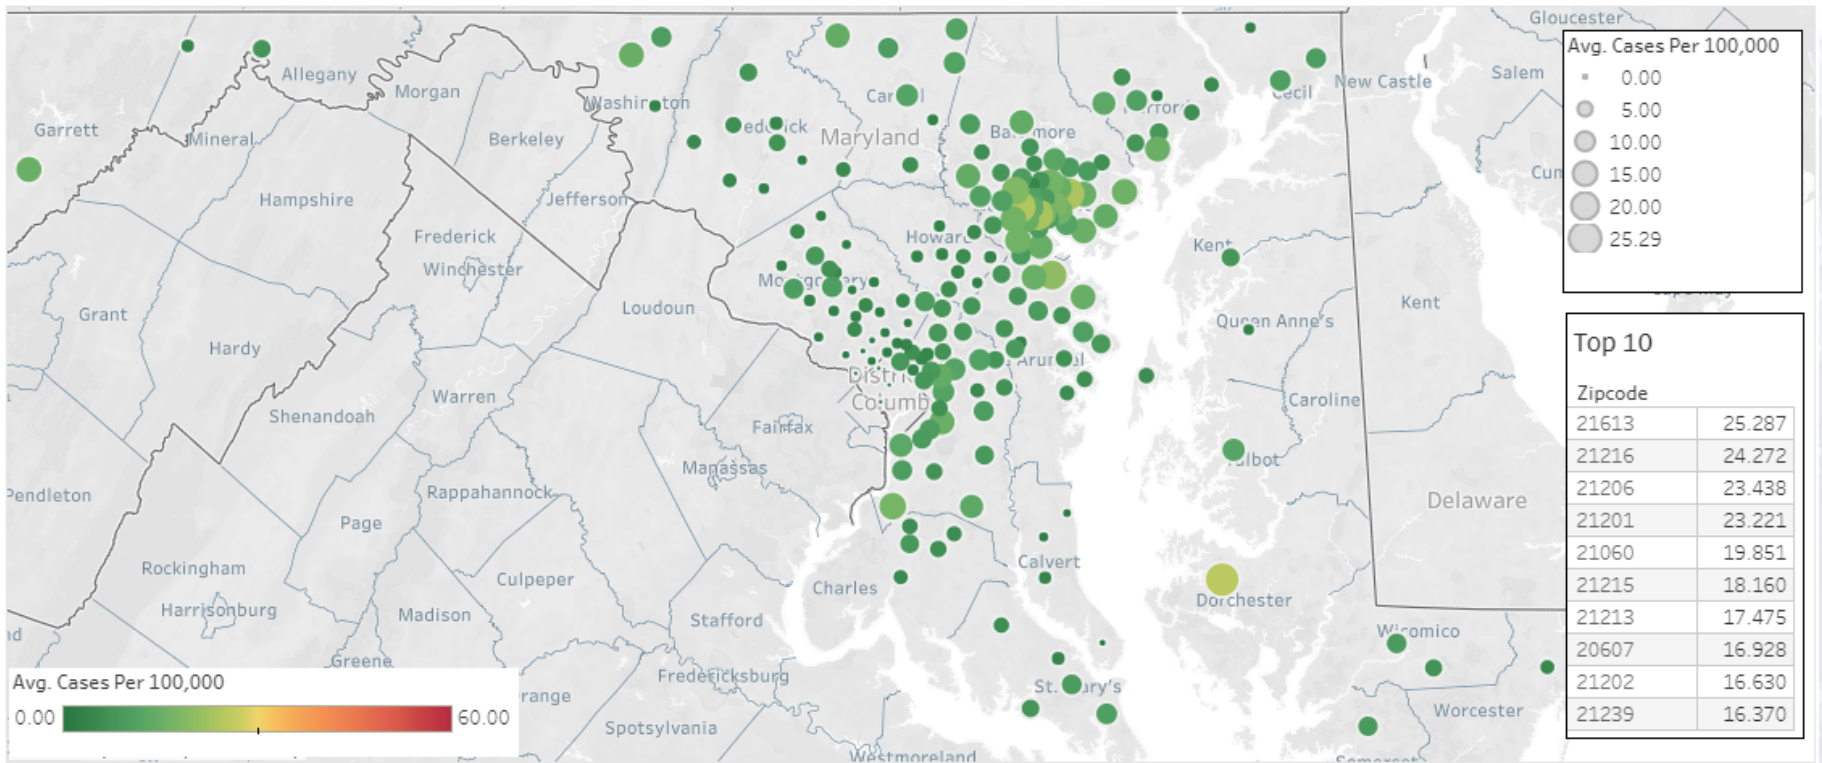 Gloucester
Avg. Cases Per 100,000
0.00
5.00
10.00
15.00
20.00
25.29
Allegany
Morgan
Washington
New Castle
Salem
Cecil
Garrett
Mineral
Berkeley
Maryland
Hampshire
Jefferson
Frederick
Winchester
Howard
Kent
Montgomery
Grant
Loudoun
Kent
Queen Anne's
Hardy
Top 10
Zipcode
21613 25.287
21216 24.272
21206 23.438
21201 23.221
21060 19.851
21215 18.160
21213 17.475
20607 16.928
21202 16.630
21239 16.370
Warren
Caroline
Shenandoah
Fairfax
Manassas
Pendleton
Rappahannock
Delaware
Page
Rockingham
Culpeper
Calvert
Charles
Dorchester
Harrisonburg
Madison
Stafford
Wicomico
Greene
Fredericksburg
Avg. Cases Per 100,000
0.00 60.00
Spotsylvania
Worcester
Westmoreland
Somerset